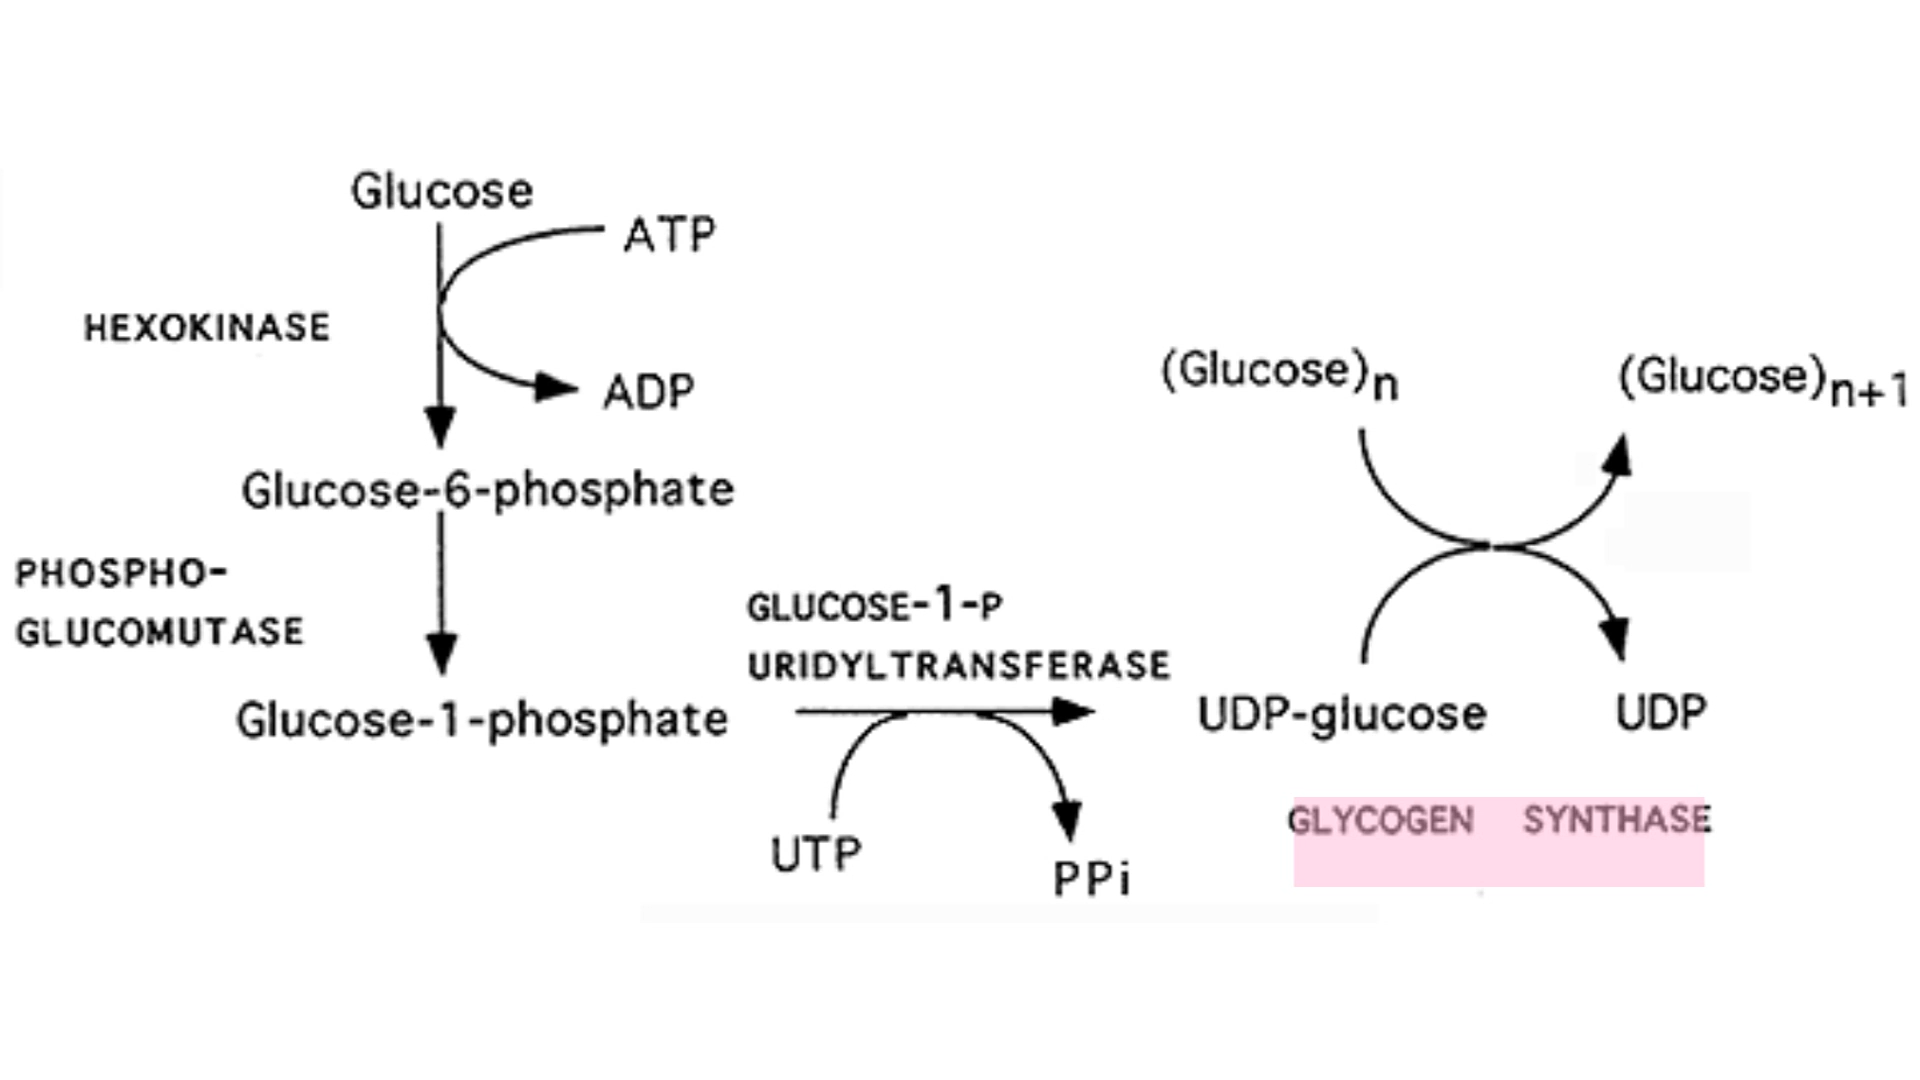 Glucose
ATP
HEXOKINASE
ADP
Glucose-6-phosphate
PHOSPHO-
GLUCOMUTASE
Glucose-1-phosphate
GLUCOSE-1-P
URIDYLTRANSFERASE
UTP
PPi
(Glucose)n
(Glucose)n+1
UDP-glucose
UDP
GLYCOGEN SYNTHASE